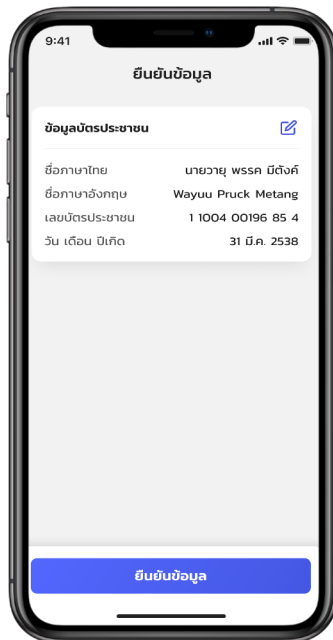 9:41
ยืนยันข้อมูล
ข้อมูลบัตรประชาชน
ชื่อภาษาไทย นายวายุ พรรค มีตังค์
ชื่อภาษาอังกฤษ Wayuu Pruck Metang
เลขบัตรประชาชน 1 1004 00196 85 4
วัน เดือน ปีเกิด 31 มี.ค. 2538
ยืนยันข้อมูล